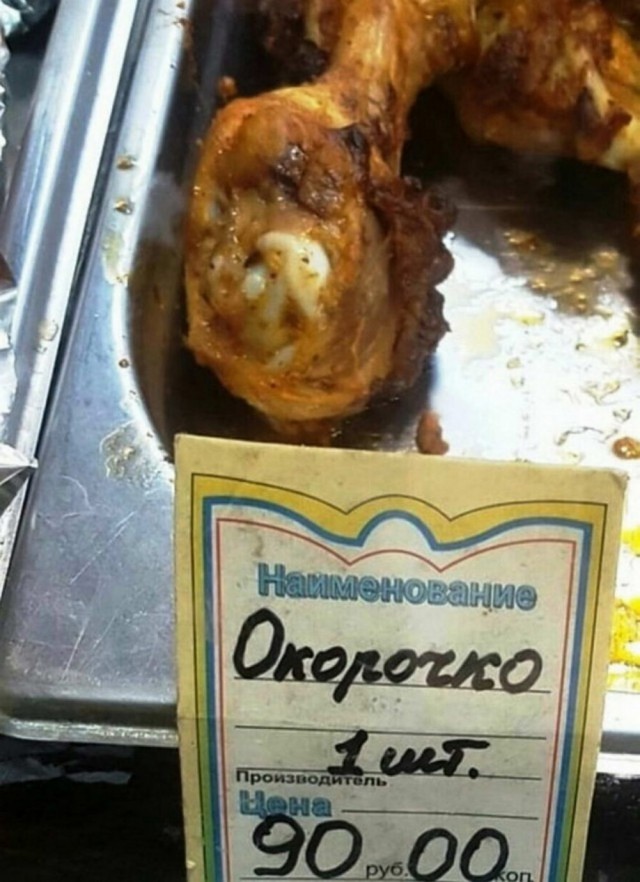 Наименование
Окорочко
1 шт.
Производитель
Цена
90 руб. 00 коп.